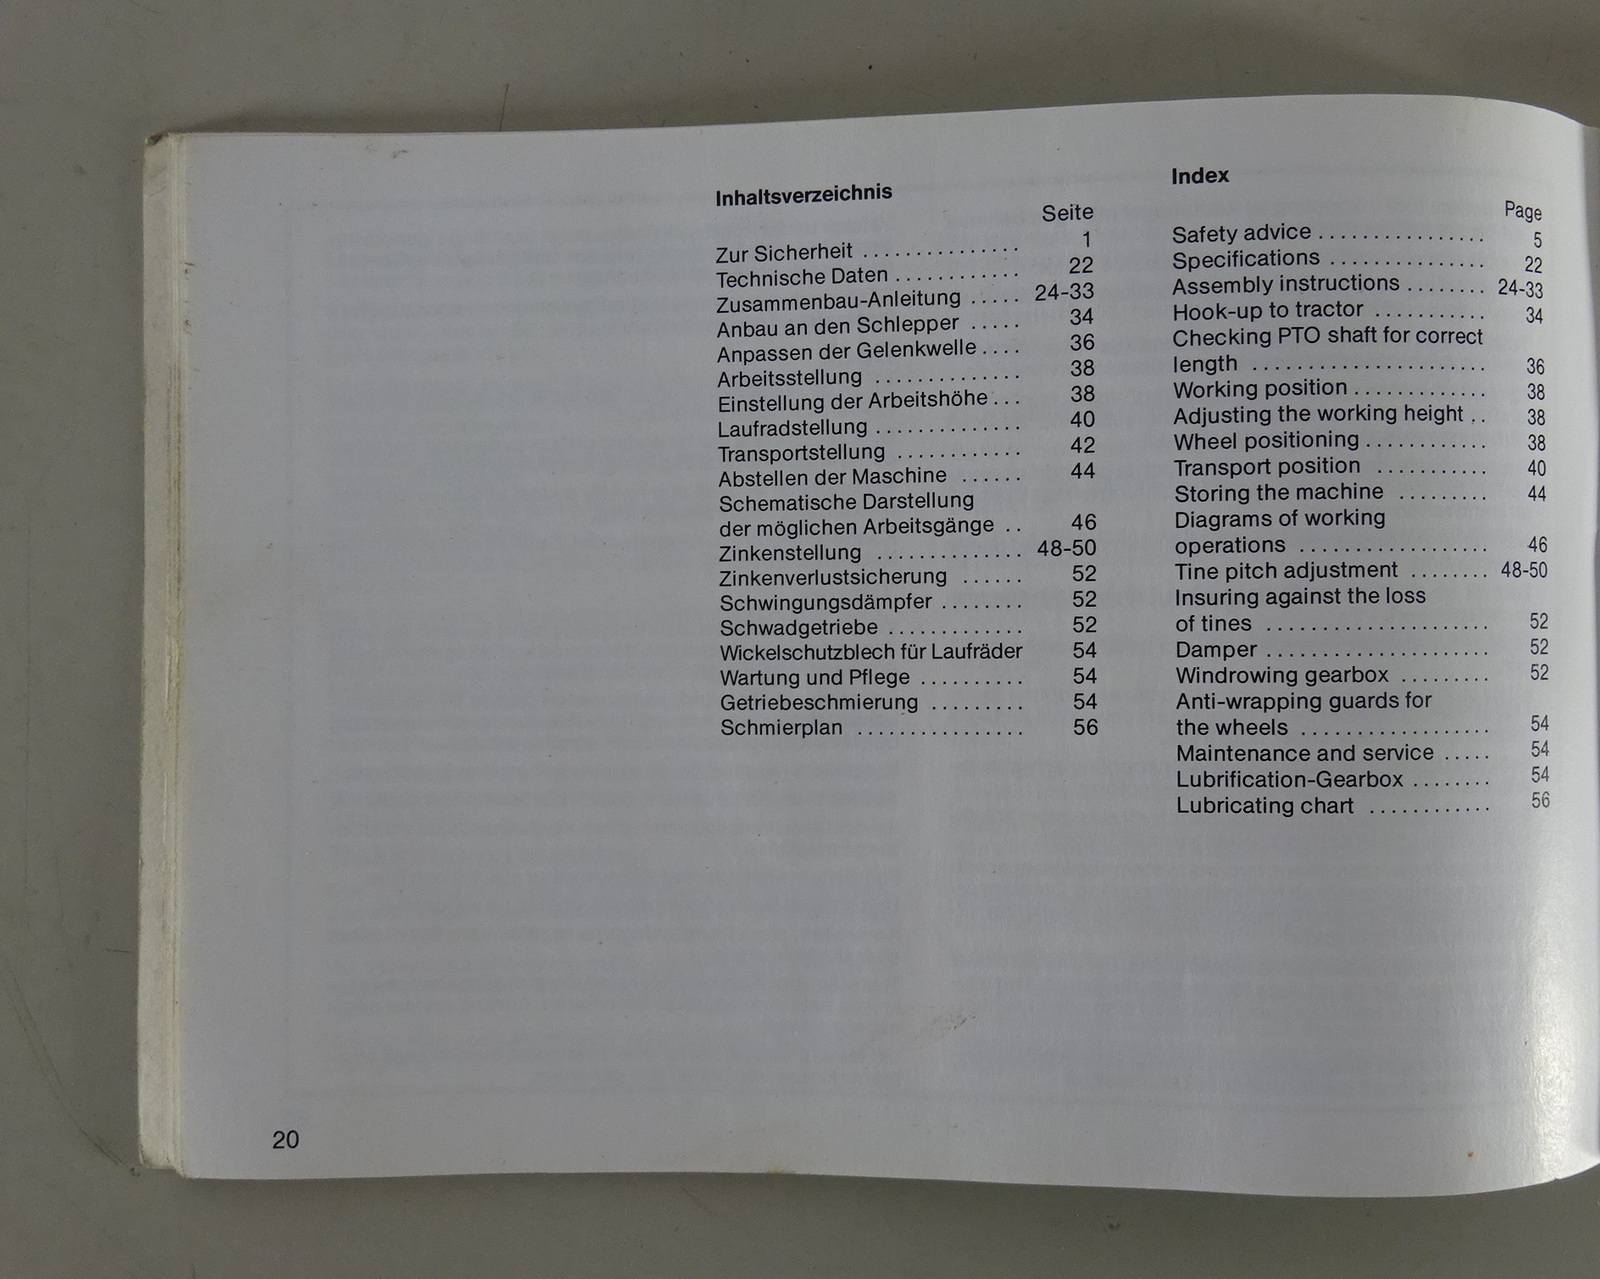 Inhaltsverzeichnis
Seite
Zur Sicherheit . . . . . . . . . . . . . . . 1
Technische Daten . . . . . . . . . . . . 22
Zusammenbau-Anleitung . . . . . 24-33
Anbau an den Schlepper . . . . . 34
Anpassen der Gelenkwelle . . . . 36
Arbeitsstellung . . . . . . . . . . . . . . 38
Einstellung der Arbeitshöhe . . . 38
Laufradstellung . . . . . . . . . . . . . . 40
Transportstellung . . . . . . . . . . . . 42
Abstellen der Maschine . . . . . . 44
Schematische Darstellung
der möglichen Arbeitsgänge . . 46
Zinkenstellung . . . . . . . . . . . . . . 48-50
Zinkenverlustsicherung . . . . . . 52
Schwingungsdämpfer . . . . . . . . 52
Schwadgetriebe . . . . . . . . . . . . . 52
Wickelschutzblech für Laufräder 54
Wartung und Pflege . . . . . . . . . . 54
Getriebeschmierung . . . . . . . . . 54
Schmierplan . . . . . . . . . . . . . . . . 56
Index
Page
Safety advice . . . . . . . . . . . . . . . . 5
Specifications . . . . . . . . . . . . . . . 22
Assembly instructions . . . . . . . . 24-33
Hook-up to tractor . . . . . . . . . . . 34
Checking PTO shaft for correct
length . . . . . . . . . . . . . . . . . . . . . . 36
Working position . . . . . . . . . . . . . 38
Adjusting the working height . . 38
Wheel positioning . . . . . . . . . . . . 38
Transport position . . . . . . . . . . . 40
Storing the machine . . . . . . . . . 44
Diagrams of working
operations . . . . . . . . . . . . . . . . . . 46
Tine pitch adjustment . . . . . . . . 48-50
Insuring against the loss
of tines . . . . . . . . . . . . . . . . . . . . . 52
Damper . . . . . . . . . . . . . . . . . . . . . 52
Windrowing gearbox . . . . . . . . . 52
Anti-wrapping guards for
the wheels . . . . . . . . . . . . . . . . . . 54
Maintenance and service . . . . . 54
Lubrification-Gearbox . . . . . . . . 54
Lubricating chart . . . . . . . . . . . . 56
20